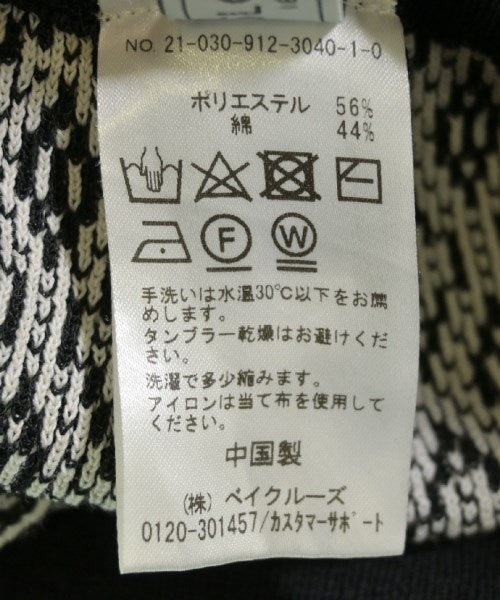 NO. 21-030-912-3040-1-0
ポリエステル 56%
綿 44%
F W
手洗いは水温30℃以下をお薦
めします。
タンブラー乾燥はお避けくだ
さい。
洗濯で多少縮みます。
アイロンは当て布を使用して
ください。
中国製
(株) ベイクルーズ
0120-301457/カスタマーサポート